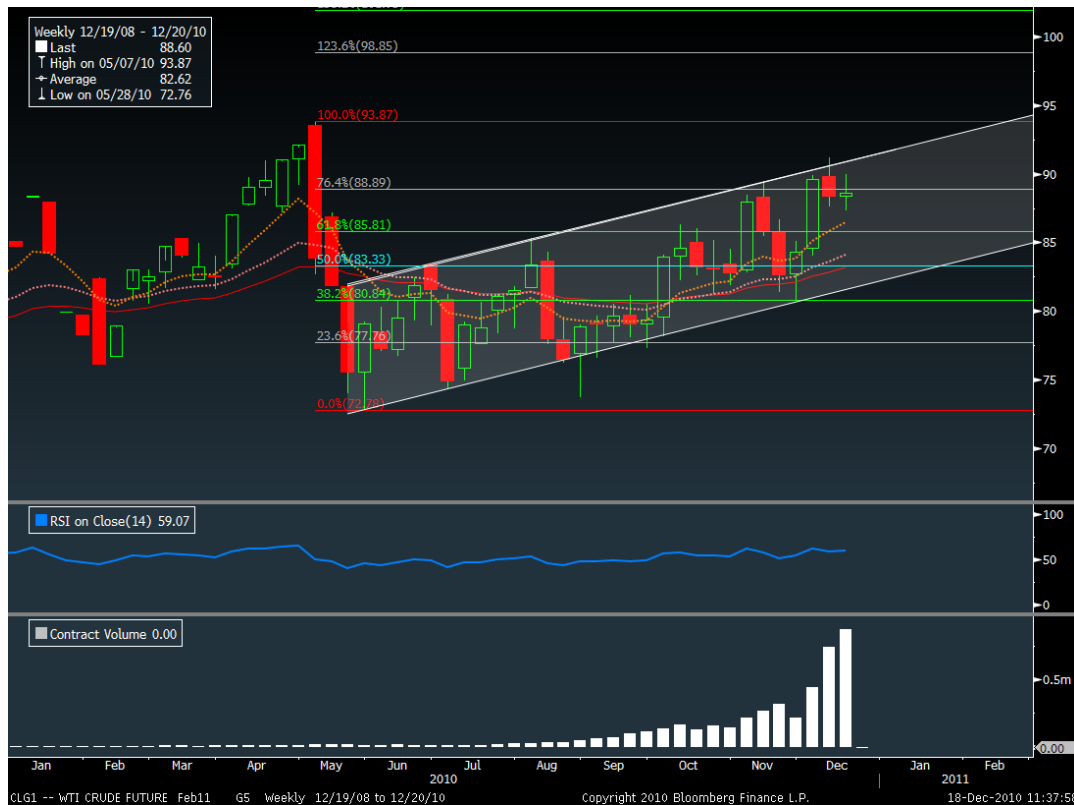 Weekly 12/19/08 - 12/20/10
Last 88.60
High on 05/07/10 93.87
Average 82.62
Low on 05/28/10 72.76
123.6%(98.85)
100.0%(93.87)
76.4%(88.89)
61.8%(85.81)
50.0%(83.33)
38.2%(80.84)
23.6%(77.76)
0.0%(72.78)
100
95
90
85
80
75
70
RSI on Close(14) 59.07
100
50
0
Contract Volume 0.00
0.5m
0.00
Jan Feb Mar Apr May Jun Jul Aug Sep Oct Nov Dec Jan Feb
2010 2011
CLG1 -- WTI CRUDE FUTURE Feb11 G5 Weekly 12/19/08 to 12/20/10 Copyright 2010 Bloomberg Finance L.P. 18-Dec-2010 11:37:58